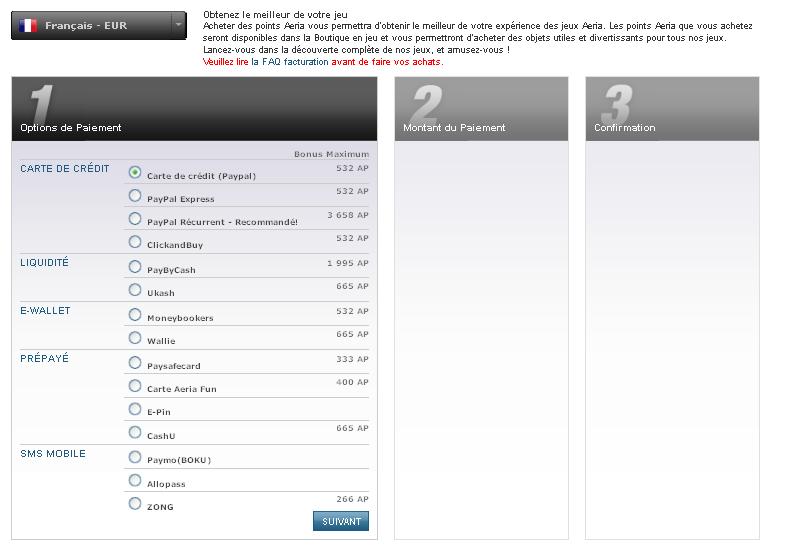 Français - EUR
Obtenez le meilleur de votre jeu
Acheter des points Aeria vous permettra d'obtenir le meilleur de votre expérience des jeux Aeria. Les points Aeria que vous achetez
seront disponibles dans la Boutique en jeu et vous permettront d'acheter des objets utiles et divertissants pour tous nos jeux.
Lancez-vous dans la découverte complète de nos jeux, et amusez-vous !
Veuillez lire la FAQ facturation avant de faire vos achats.
1
Options de Paiement
2
Montant du Paiement
3
Confirmation
Bonus Maximum
CARTE DE CRÉDIT
Carte de crédit (Paypal) 532 AP
PayPal Express 532 AP
PayPal Récurrent - Recommandé! 3 658 AP
ClickandBuy 532 AP
LIQUIDITÉ
PayByCash 1 995 AP
Ukash 665 AP
E-WALLET
Moneybookers 532 AP
Wallie 665 AP
PRÉPAYÉ
Paysafecard 333 AP
Carte Aeria Fun 400 AP
E-Pin
CashU 665 AP
SMS MOBILE
Paymo(BOKU)
Allopass
ZONG 266 AP
SUIVANT